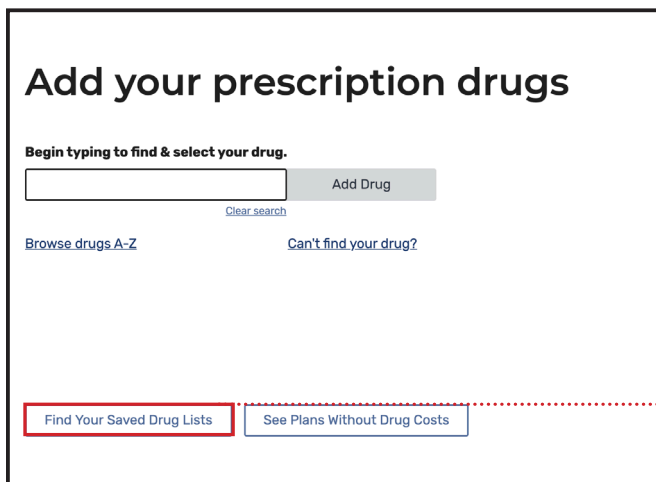 Add your prescription drugs
Begin typing to find & select your drug.
Add Drug
Clear search
Browse drugs A-Z
Can't find your drug?
Find Your Saved Drug Lists
See Plans Without Drug Costs